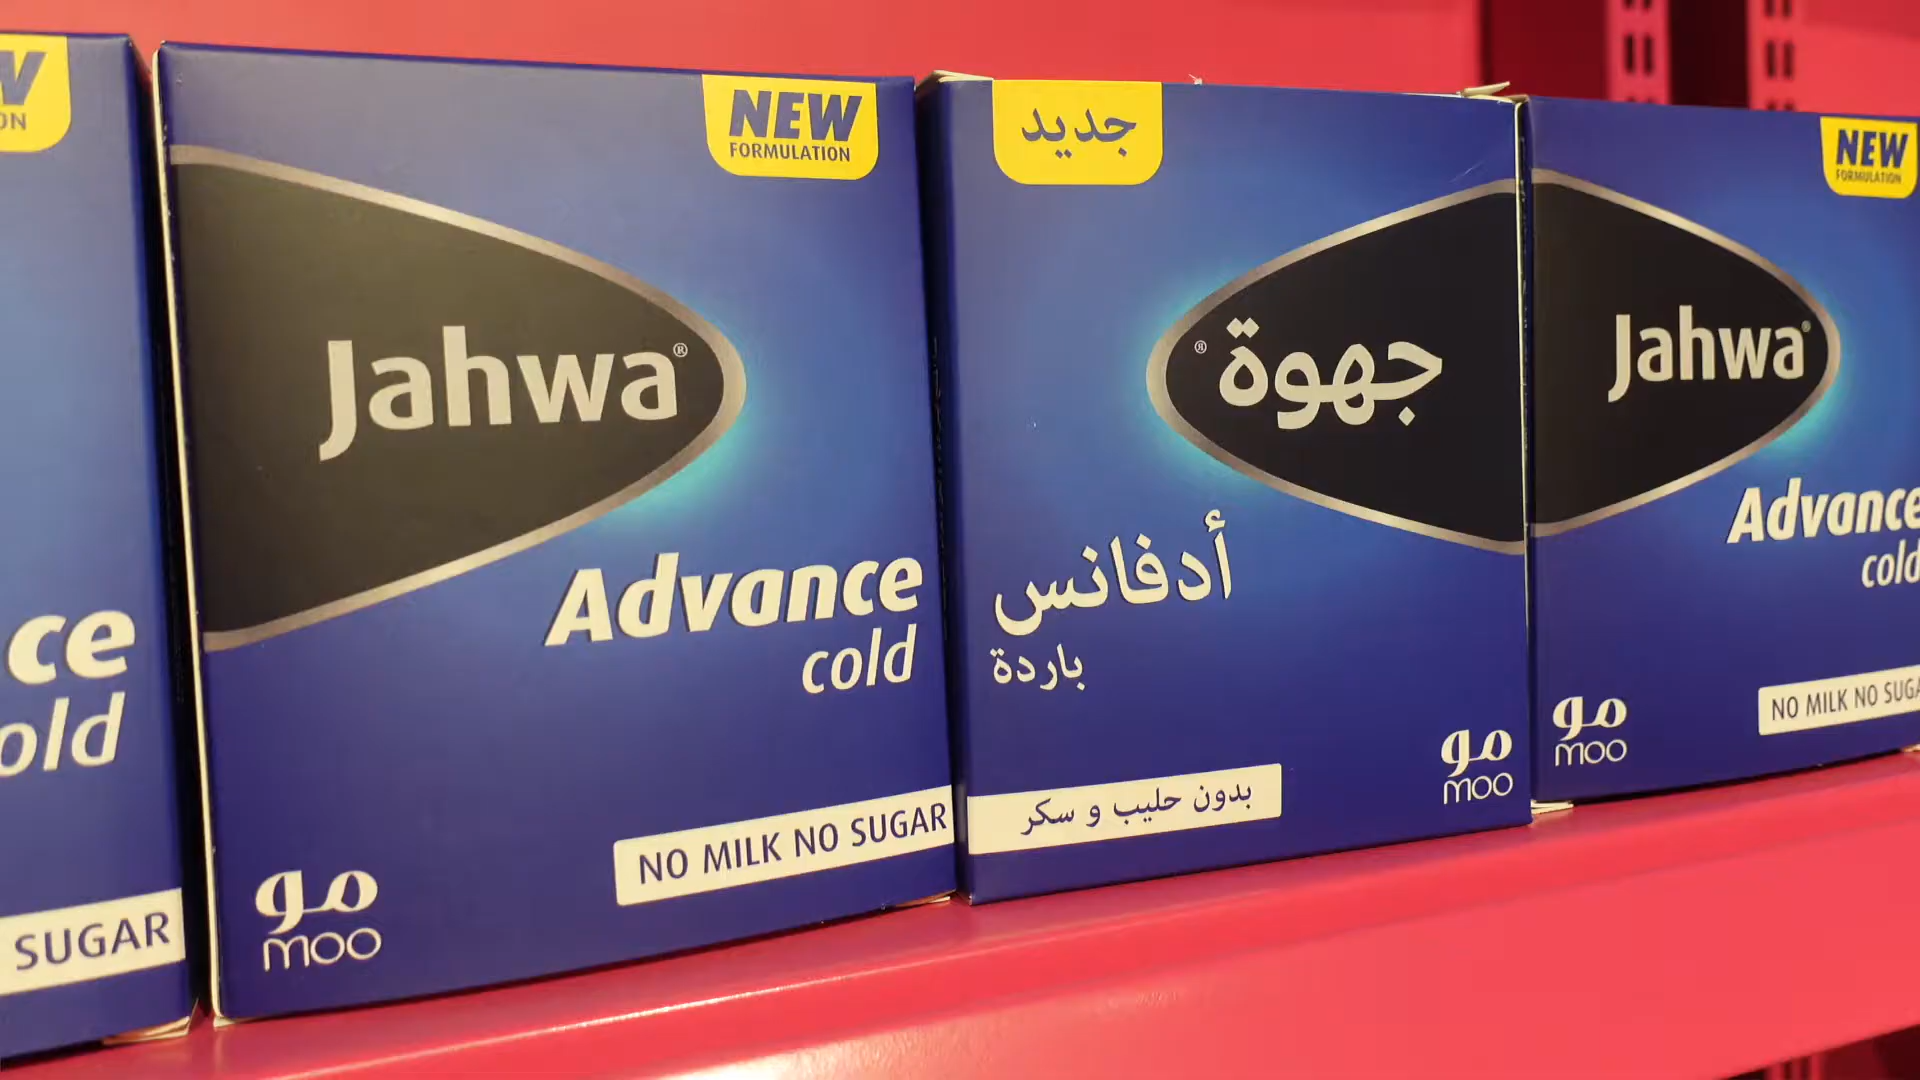 ce
old
SUGAR
NEW
FORMULATION
Jahwa®
Advance
cold
NO MILK NO SUGAR
مو
moo
جديد
جهوة®
أدفانس
باردة
بدون حليب و سكر
مو
moo
NEW
FORMULATION
Jahwa®
Advance
cold
NO MILK NO SUGA
مو
moo